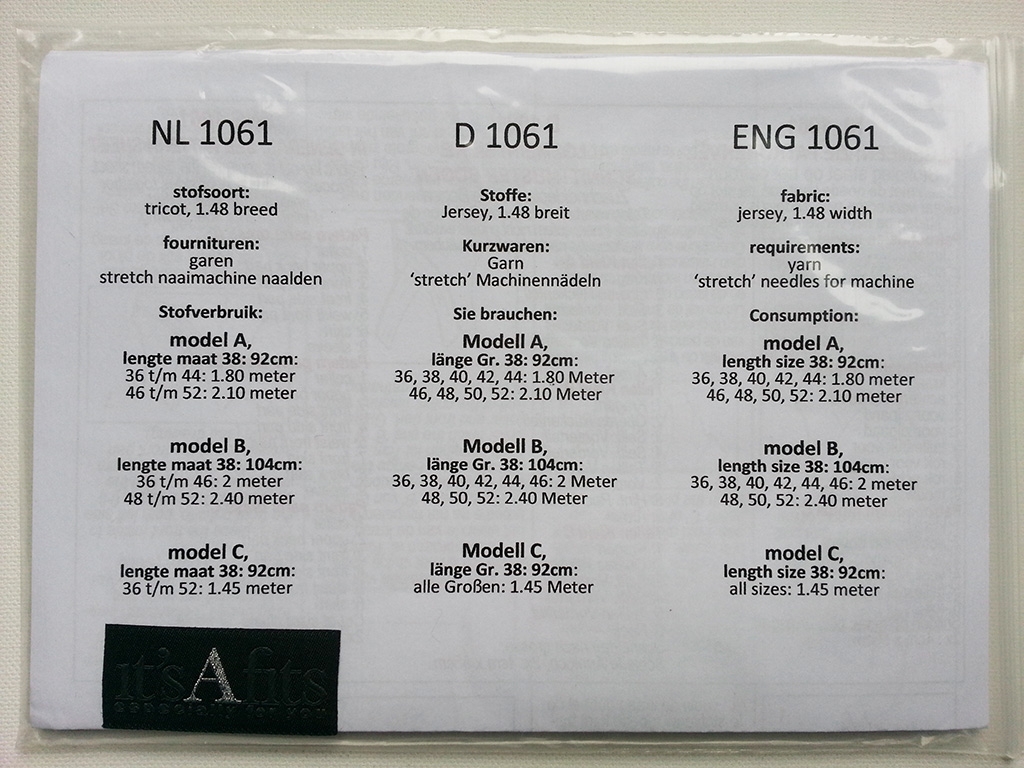 NL 1061
stofsoort:
tricot, 1.48 breed
fournituren:
garen
stretch naaimachine naalden
Stofverbruik:
model A,
lengte maat 38: 92cm:
36 t/m 44: 1.80 meter
46 t/m 52: 2.10 meter
model B,
lengte maat 38: 104cm:
36 t/m 46: 2 meter
48 t/m 52: 2.40 meter
model C,
lengte maat 38: 92cm:
36 t/m 52: 1.45 meter
D 1061
Stoffe:
Jersey, 1.48 breit
Kurzwaren:
Garn
‘stretch’ Machinennädeln
Sie brauchen:
Modell A,
länge Gr. 38: 92cm:
36, 38, 40, 42, 44: 1.80 Meter
46, 48, 50, 52: 2.10 Meter
Modell B,
länge Gr. 38: 104cm:
36, 38, 40, 42, 44, 46: 2 Meter
48, 50, 52: 2.40 Meter
Modell C,
länge Gr. 38: 92cm:
alle Großen: 1.45 Meter
ENG 1061
fabric:
jersey, 1.48 width
requirements:
yarn
‘stretch’ needles for machine
Consumption:
model A,
length size 38: 92cm:
36, 38, 40, 42, 44: 1.80 meter
46, 48, 50, 52: 2.10 meter
model B,
length size 38: 104cm:
36, 38, 40, 42, 44, 46: 2 meter
48, 50, 52: 2.40 meter
model C,
length size 38: 92cm:
all sizes: 1.45 meter
it'sAfits
especially for you